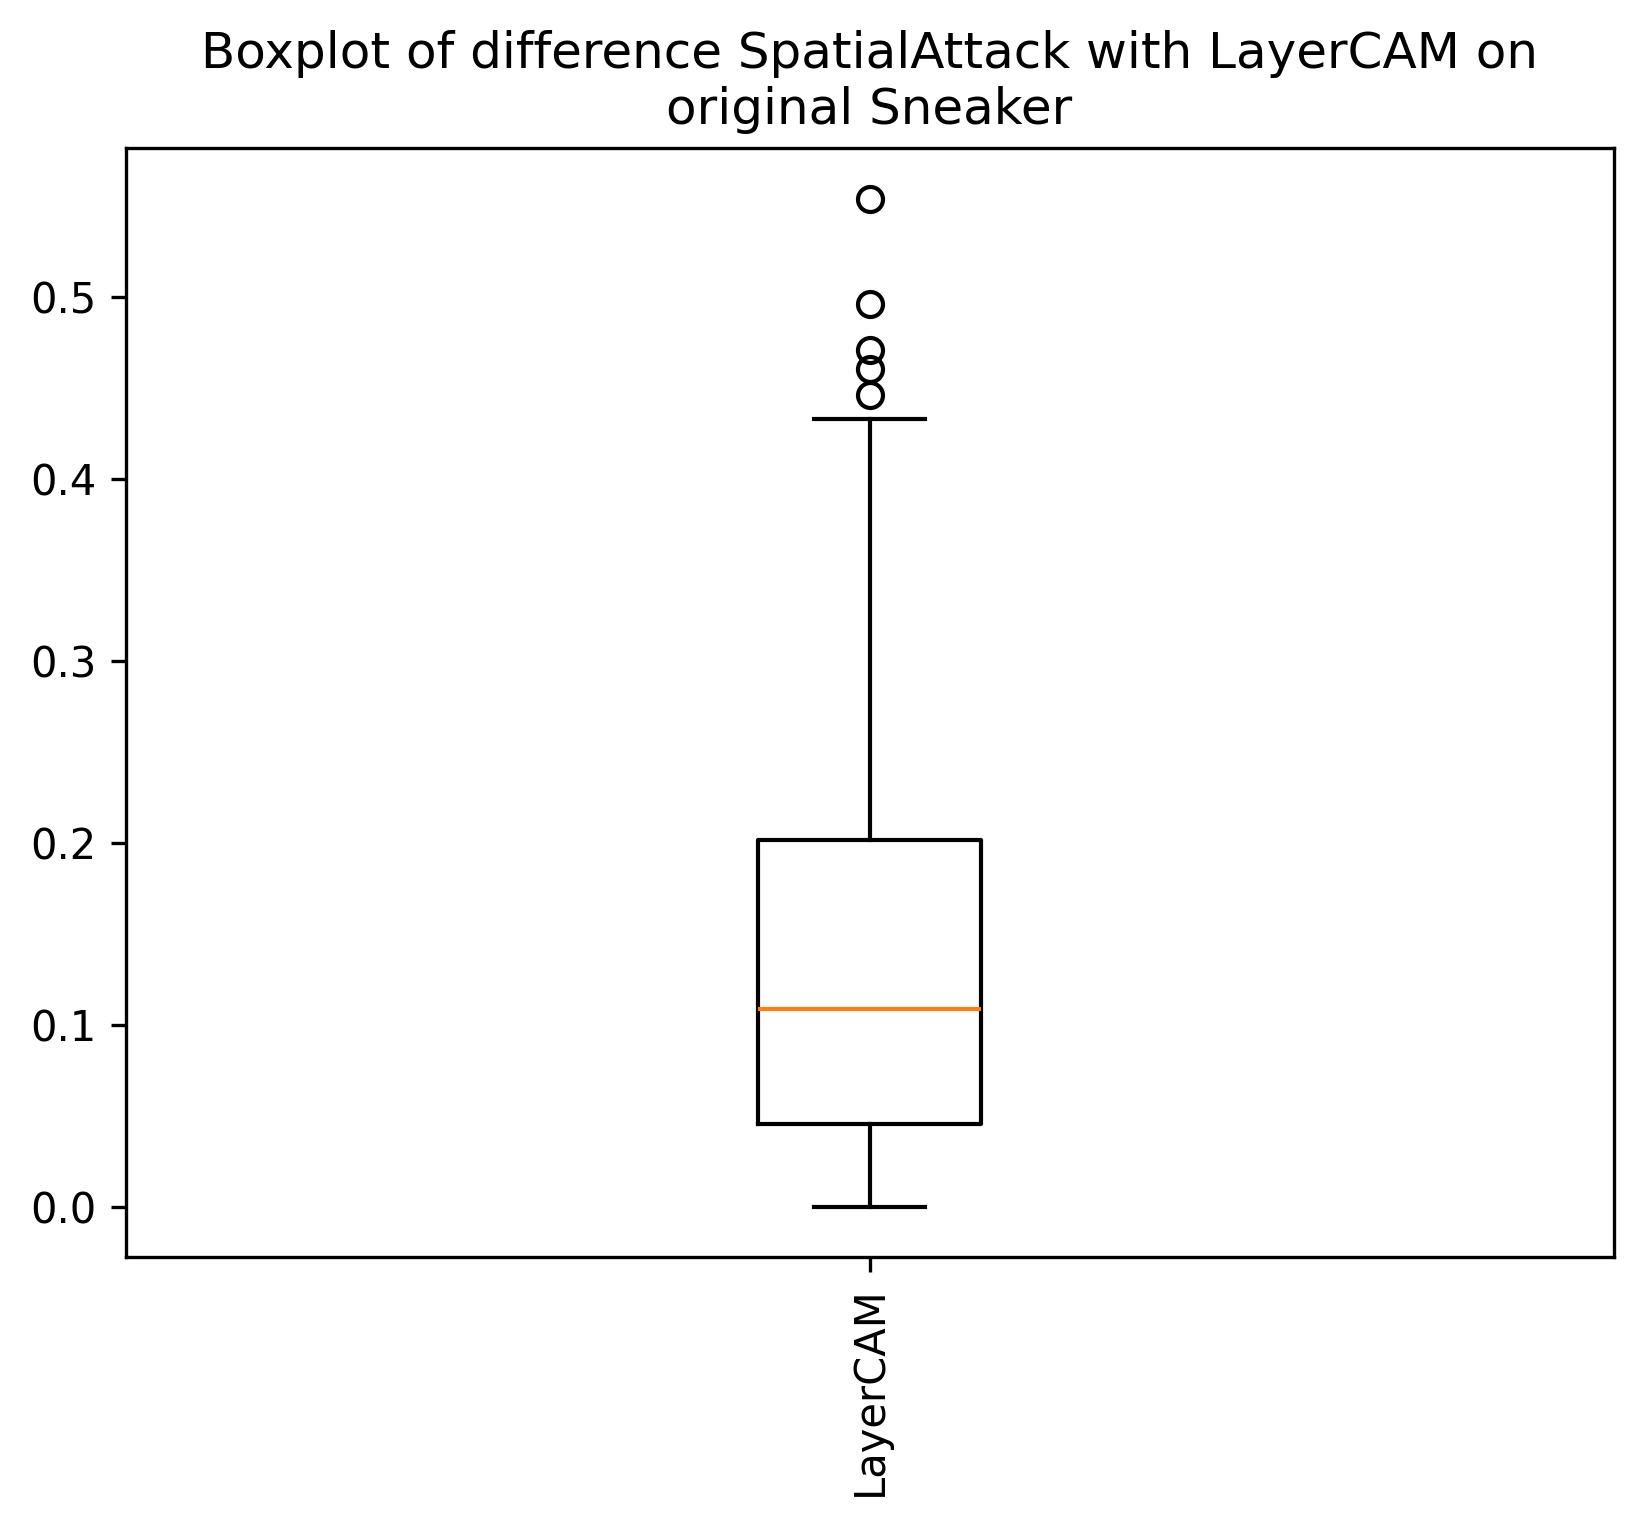 Boxplot of difference SpatialAttack with LayerCAM on
original Sneaker
0.5
0.4
0.3
0.2
0.1
0.0
LayerCAM